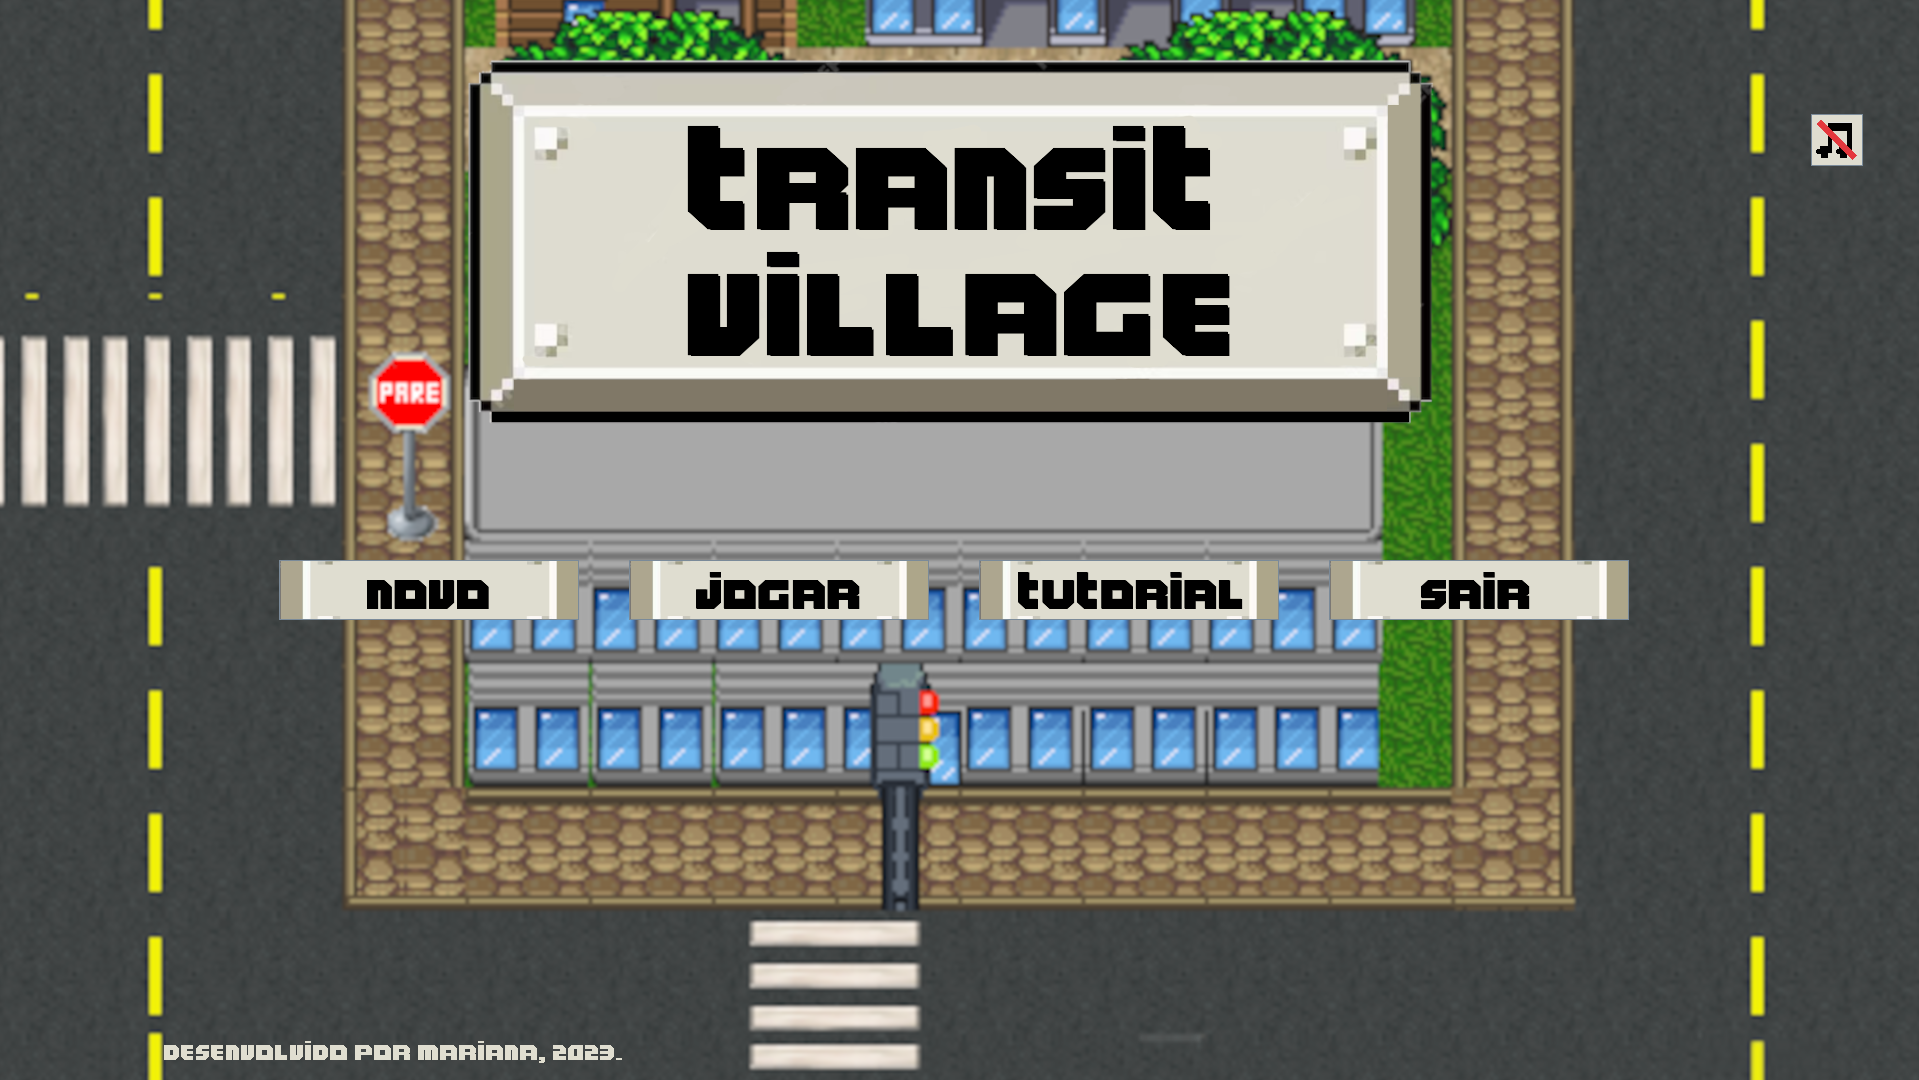 transit
village
PARE
novo
jogar
tutorial
sair
Desenvolvido por Mariana, 2023.